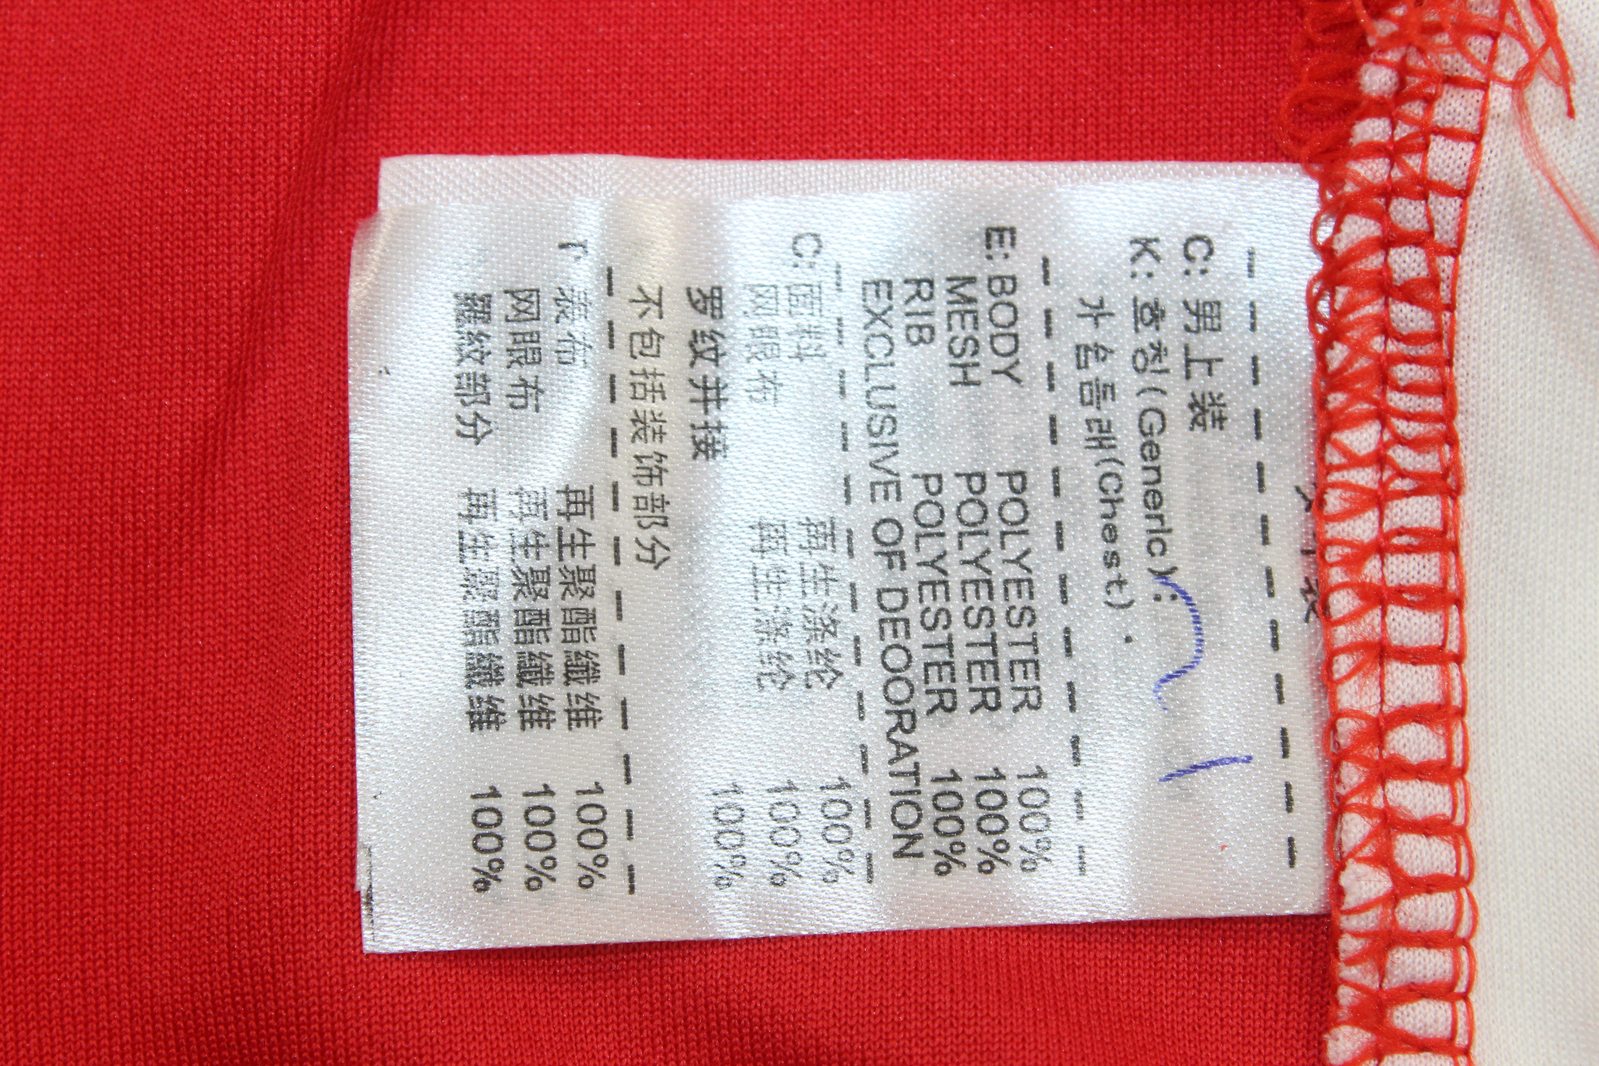 C: 男上装
K: 호칭(Generic):
가슴둘레(Chest).
E: BODY POLYESTER 100%
MESH POLYESTER 100%
RIB POLYESTER 100%
EXCLUSIVE OF DEOORATION
C: 面料 再生涤纶 100%
网眼布 再生涤纶 100%
罗纹并接 100%
不包括装饰部分
表布 再生聚酯纖维 100%
网眼布 再生聚酯纖维 100%
羅纹部分 再生聚酯纖维 100%